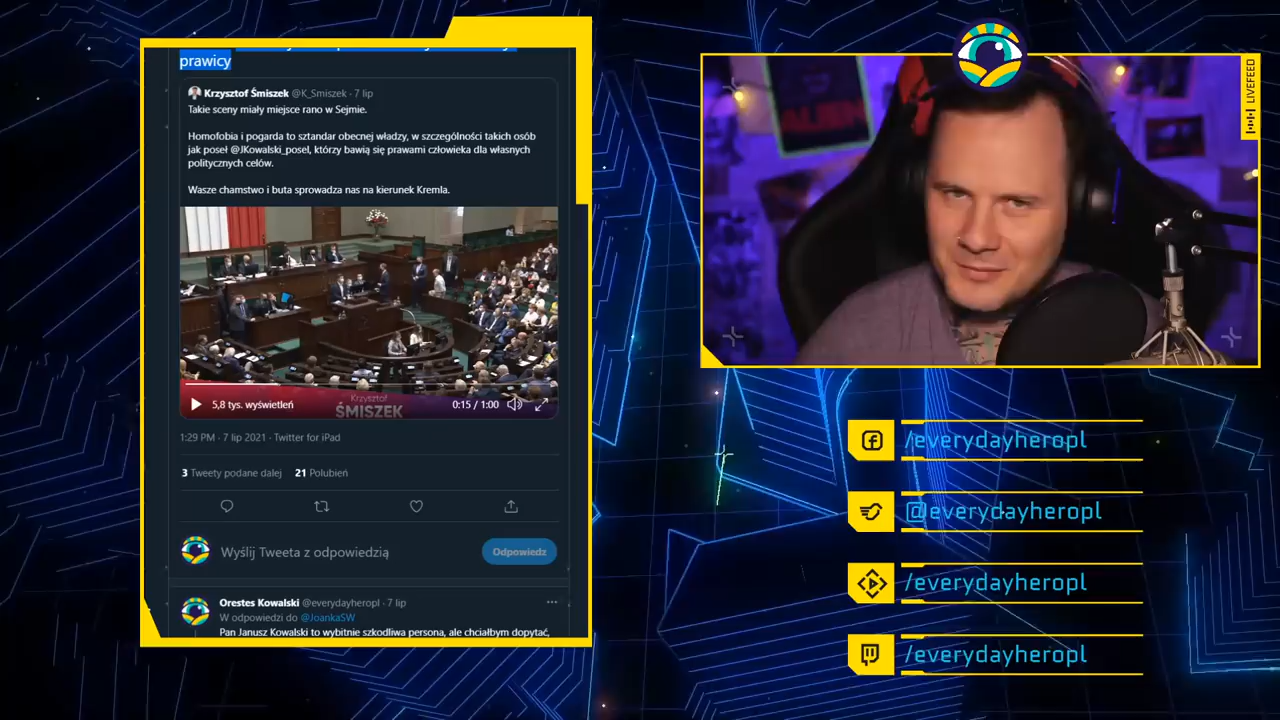 prawicy
Krzysztof Śmiszek @K_Smiszek · 7 lip
Takie sceny miały miejsce rano w Sejmie.
Homofobia i pogarda to sztandar obecnej władzy, w szczególności takich osób
jak poseł @JKowalski_posel, którzy bawią się prawami człowieka dla własnych
politycznych celów.
Wasze chamstwo i buta sprowadza nas na kierunek Kremla.
5,8 tys. wyświetleń
Krzysztof
ŚMISZEK
0:15 / 1:00
1:29 PM · 7 lip 2021 · Twitter for iPad
3 Tweety podane dalej 21 Polubień
Wyślij Tweeta z odpowiedzią
Odpowiedz
Orestes Kowalski @everydayheropl · 7 lip
W odpowiedzi do @JoankaSW
Pan Janusz Kowalski to wybitnie szkodliwa persona, ale chciałbym dopytać,
ALIEN
LIVEFEED
/everydayheropl
@everydayheropl
/everydayheropl
/everydayheropl